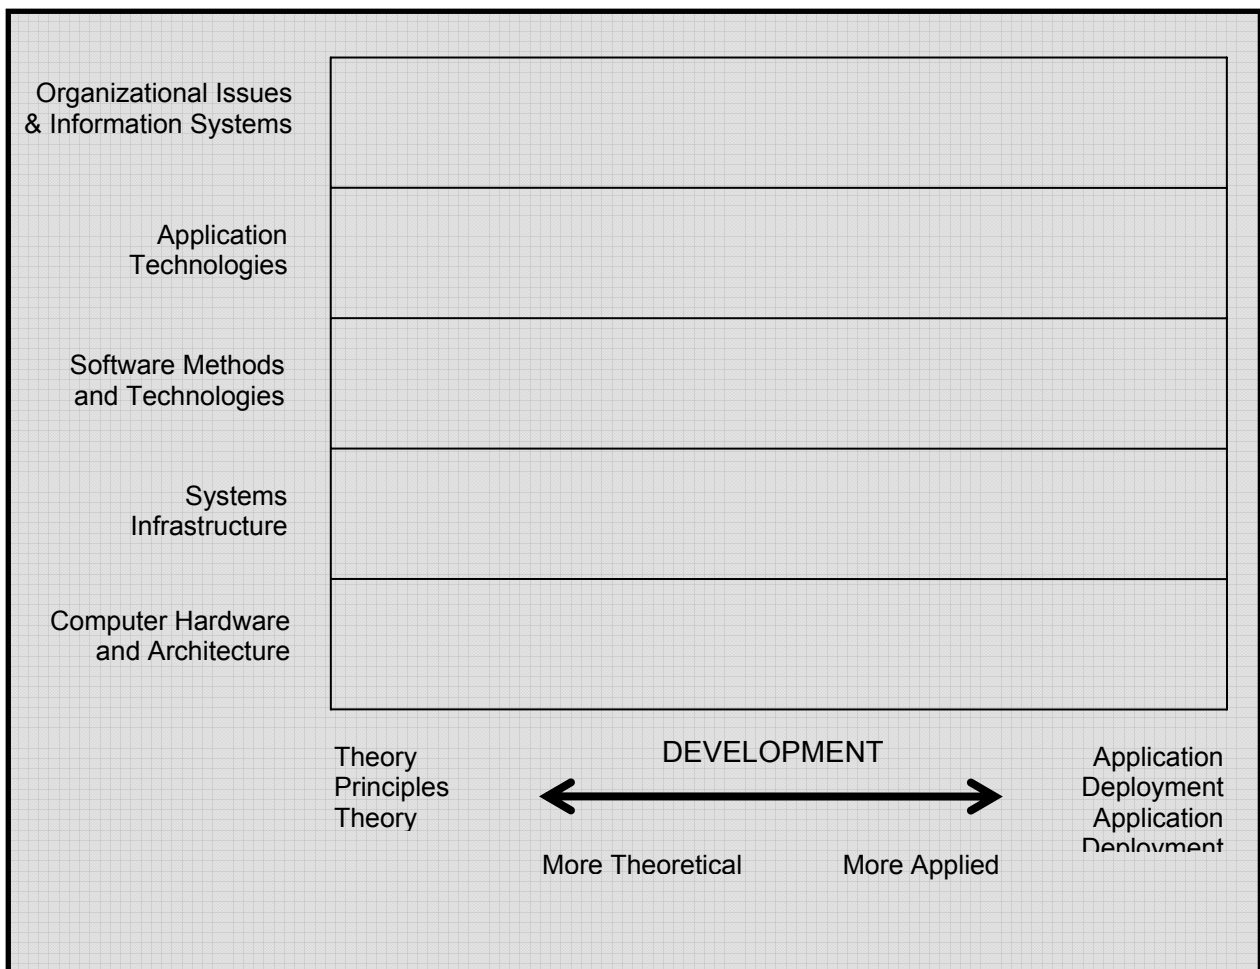 Organizational Issues
& Information Systems
Application
Technologies
Software Methods
and Technologies
Systems
Infrastructure
Computer Hardware
and Architecture
Theory
Principles
Theory
DEVELOPMENT
Application
Deployment
Application
Deployment
More Theoretical
More Applied